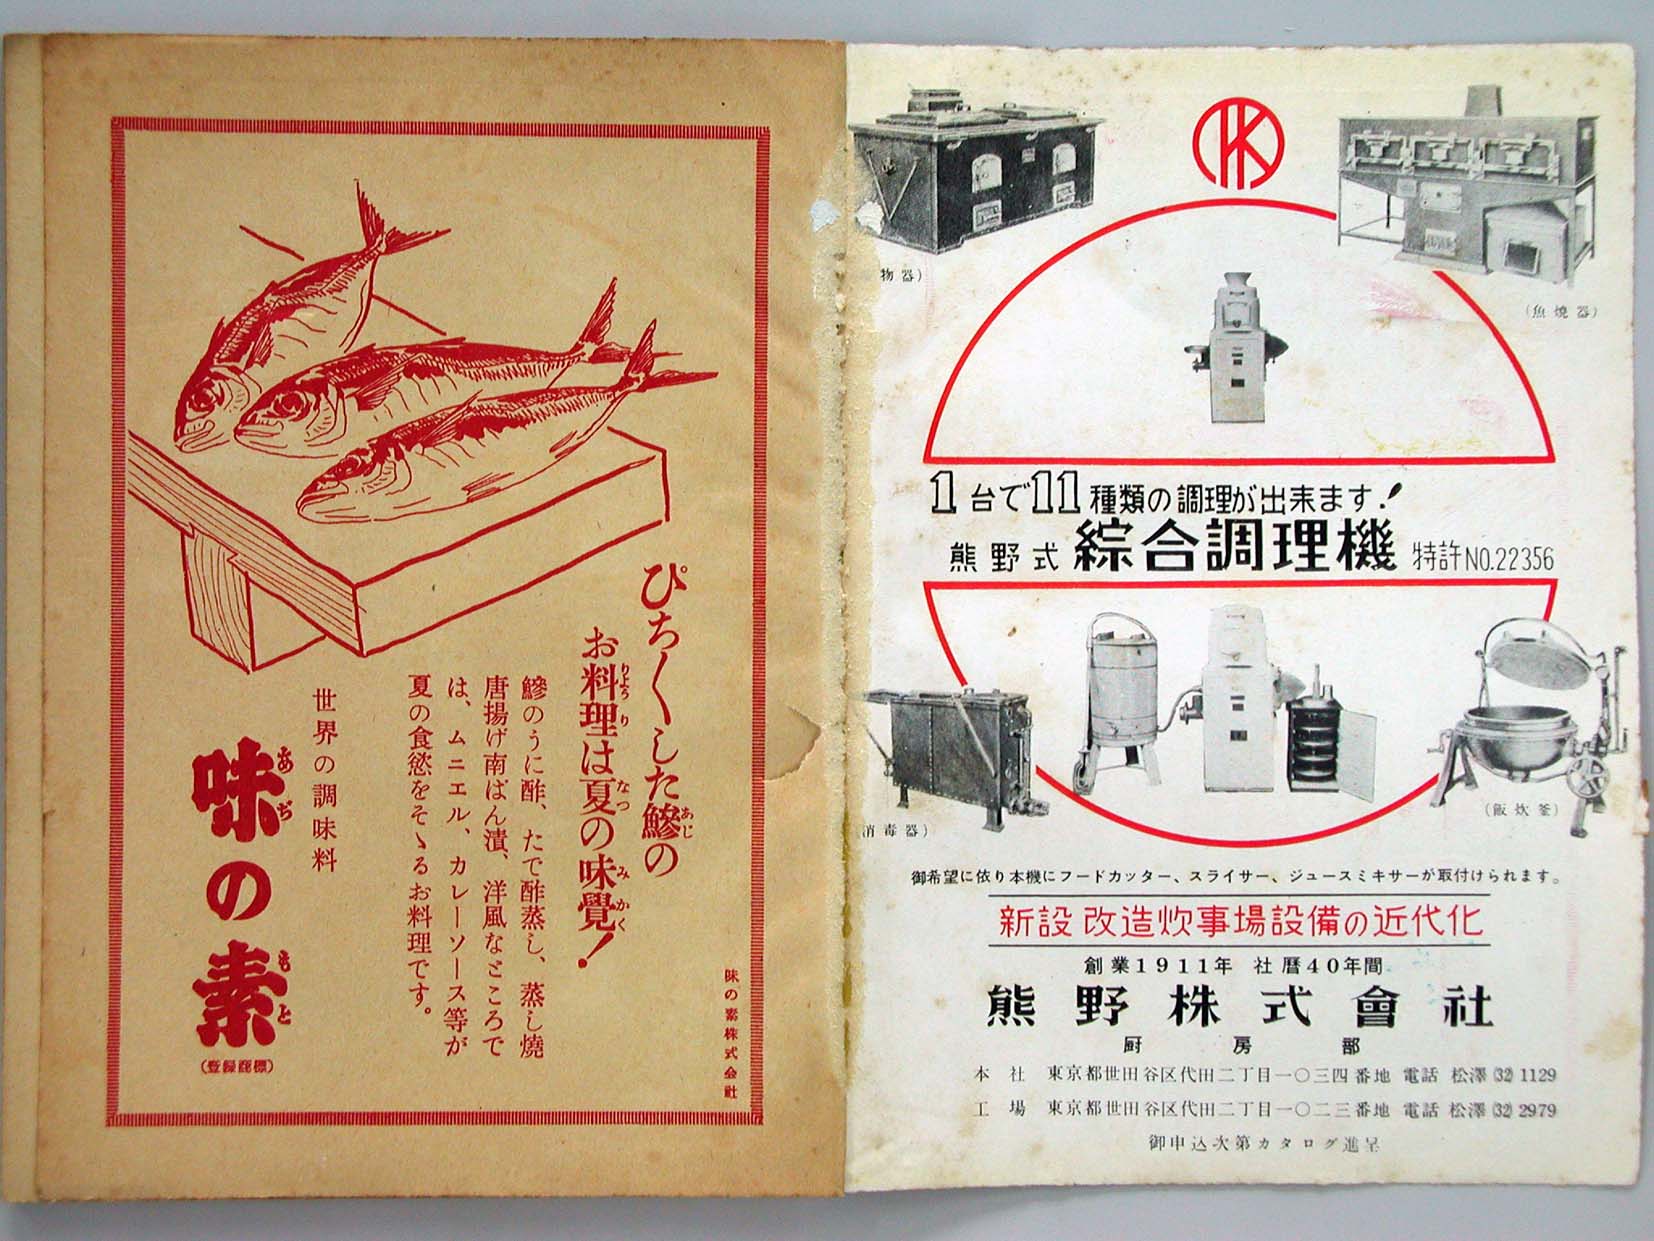 ぴち〳〵した鰺の
お料理は夏の味覺!
鰺のうに酢、たで酢蒸し、蒸し燒
唐揚げ南ばん漬、洋風なところで
は、ムニエル、カレーソース等が
夏の食慾をそゝるお料理です。
世界の調味料
味の素
あぢ もと
(登録商標)
味の素株式会社
物器)
(魚燒器)
1台で11種類の調理が出来ます!
熊野式 綜合調理機 特許NO.22356
消毒器)
(飯炊釜)
御希望に依り本機にフードカッター、スライサー、ジュースミキサーが取付けられます。
新設 改造炊事場設備の近代化
創業1911年 社暦40年間
熊野株式會社
厨房部
本社 東京都世田谷区代田二丁目一〇三四番地 電話 松澤(32)1129
工場 東京都世田谷区代田二丁目一〇二三番地 電話 松澤(32)2979
御申込次第カタログ進呈